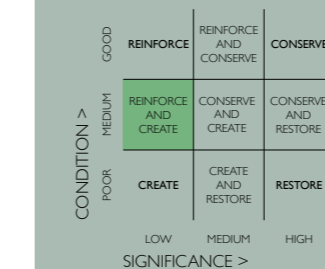 GOOD
REINFORCE
REINFORCE
AND
CONSERVE
CONSERVE
CONDITION >
MEDIUM
REINFORCE
AND
CREATE
CONSERVE
AND
CREATE
CONSERVE
AND
RESTORE
POOR
CREATE
CREATE
AND
RESTORE
RESTORE
LOW
MEDIUM
HIGH
SIGNIFICANCE >